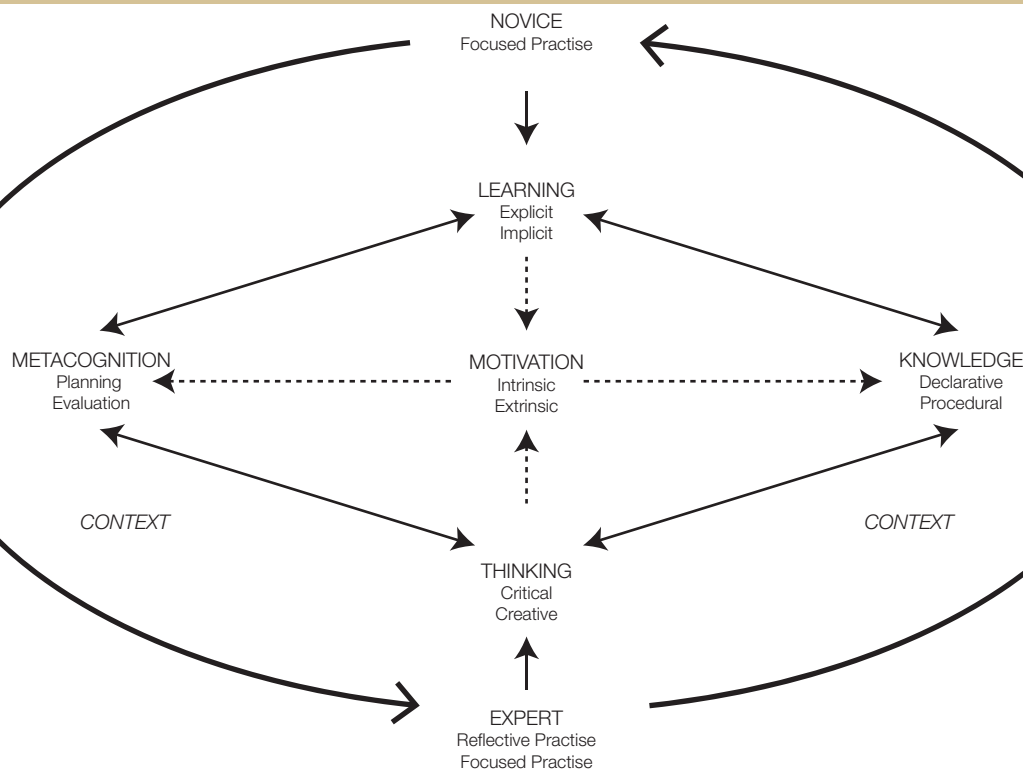 NOVICE
Focused Practise
LEARNING
Explicit
Implicit
METACOGNITION
Planning
Evaluation
MOTIVATION
Intrinsic
Extrinsic
KNOWLEDGE
Declarative
Procedural
CONTEXT
CONTEXT
THINKING
Critical
Creative
EXPERT
Reflective Practise
Focused Practise